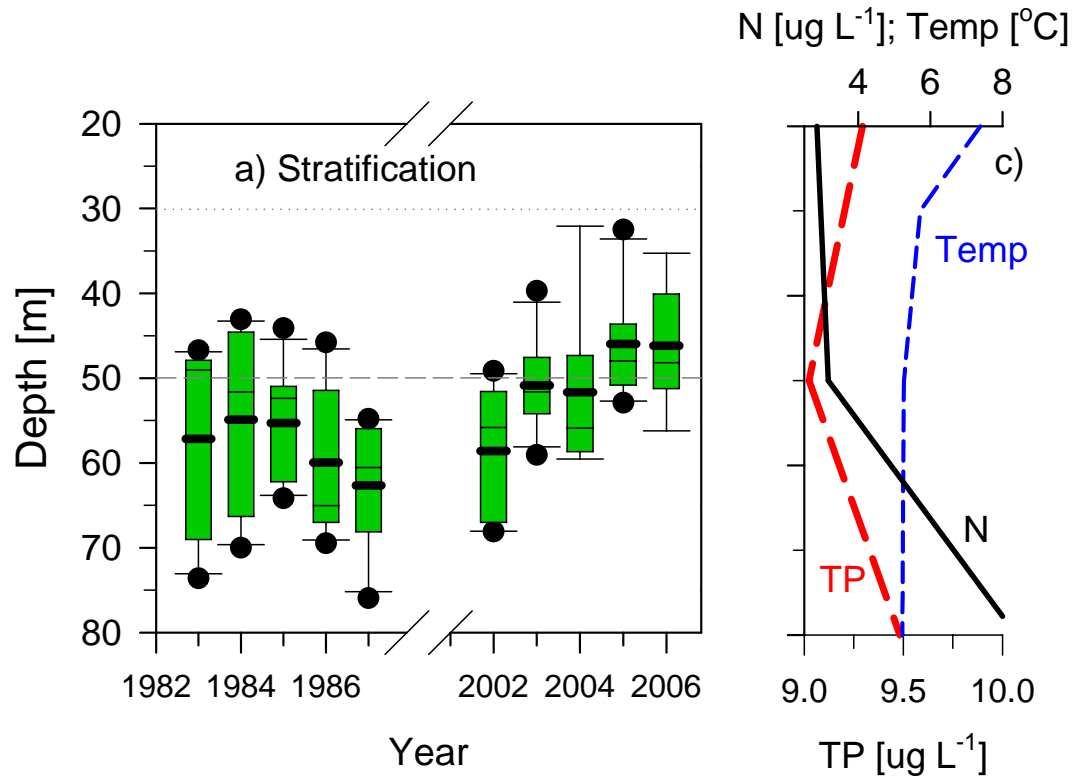 N [ug L-1]; Temp [oC]
4 6 8
20
30
40
50
60
70
80
Depth [m]
a) Stratification
c)
Temp
N
TP
1982 1984 1986 2002 2004 2006
Year
9.0 9.5 10.0
TP [ug L-1]